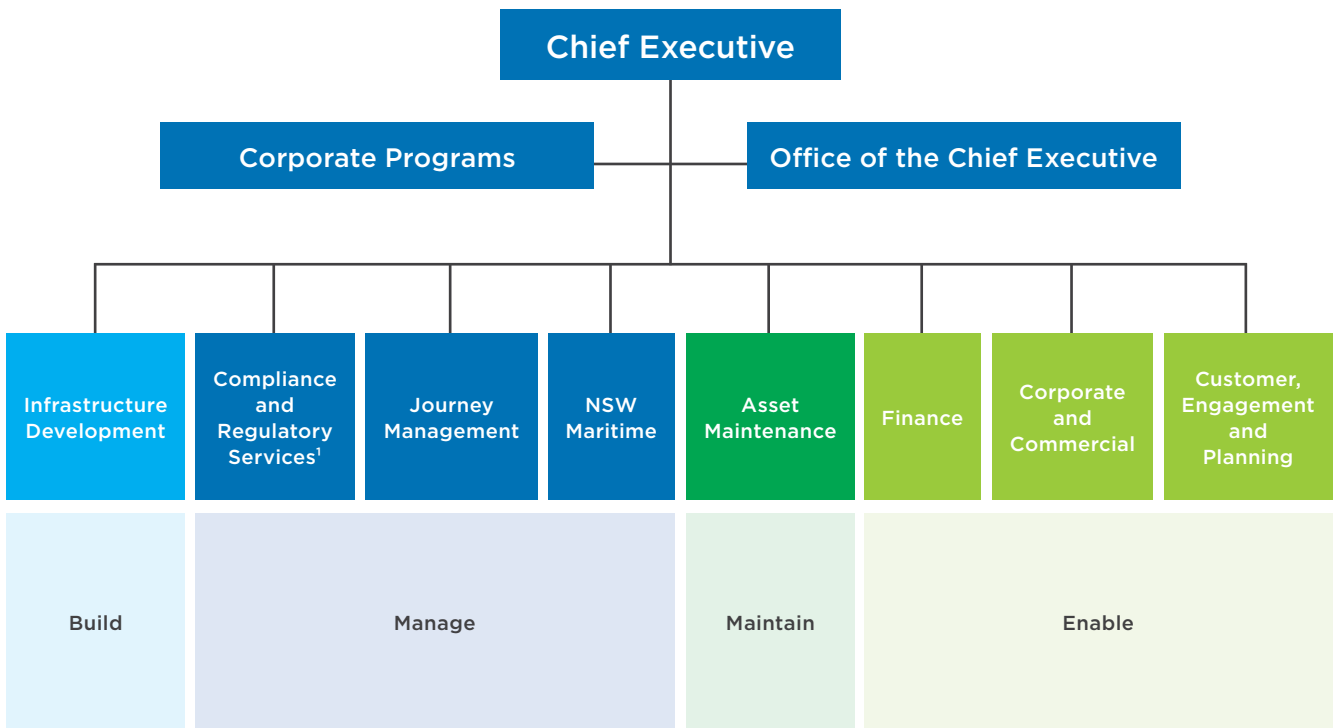 Chief Executive
Corporate Programs
Office of the Chief Executive
Infrastructure
Development
Compliance
and
Regulatory
Services¹
Journey
Management
NSW
Maritime
Asset
Maintenance
Finance
Corporate
and
Commercial
Customer,
Engagement
and
Planning
Build
Manage
Maintain
Enable